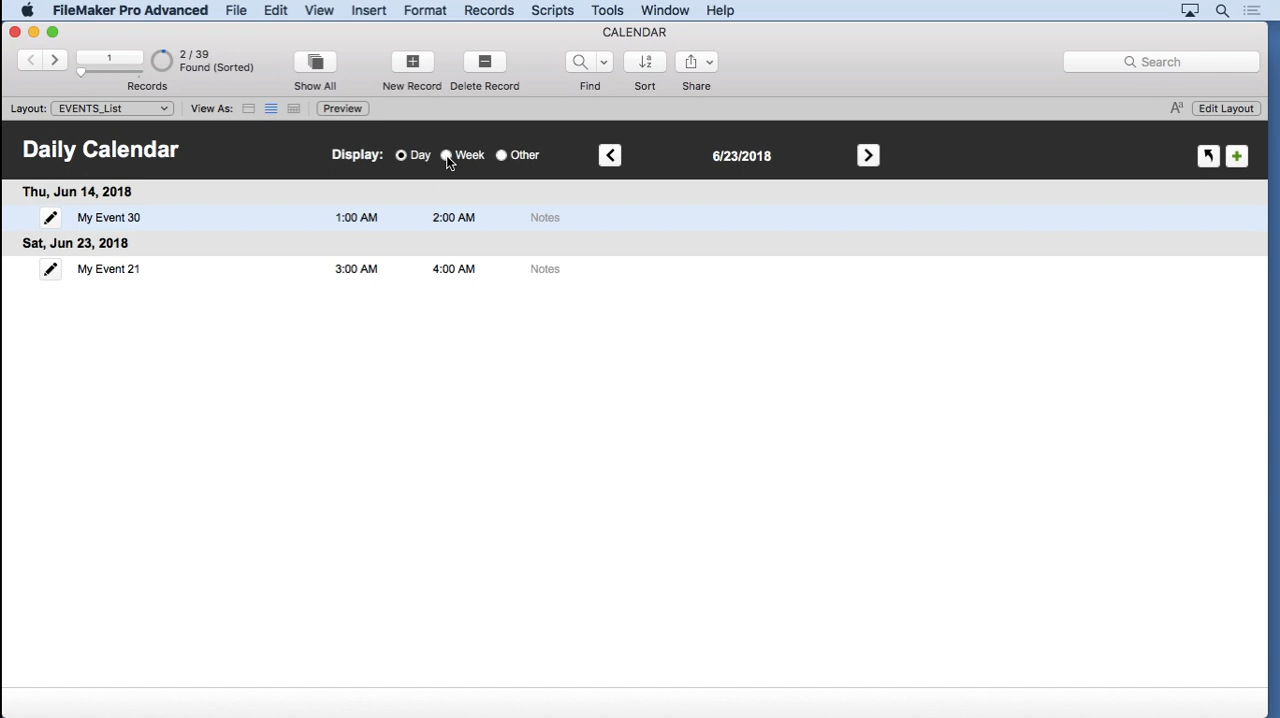 FileMaker Pro Advanced File Edit View Insert Format Records Scripts Tools Window Help
CALENDAR
1
2 / 39
Found (Sorted)
Records
Show All
New Record
Delete Record
Find
Sort
Share
Search
Layout: EVENTS_List View As: Preview Aa Edit Layout
Daily Calendar
Display: Day Week Other
6/23/2018
Thu, Jun 14, 2018
My Event 30 1:00 AM 2:00 AM Notes
Sat, Jun 23, 2018
My Event 21 3:00 AM 4:00 AM Notes